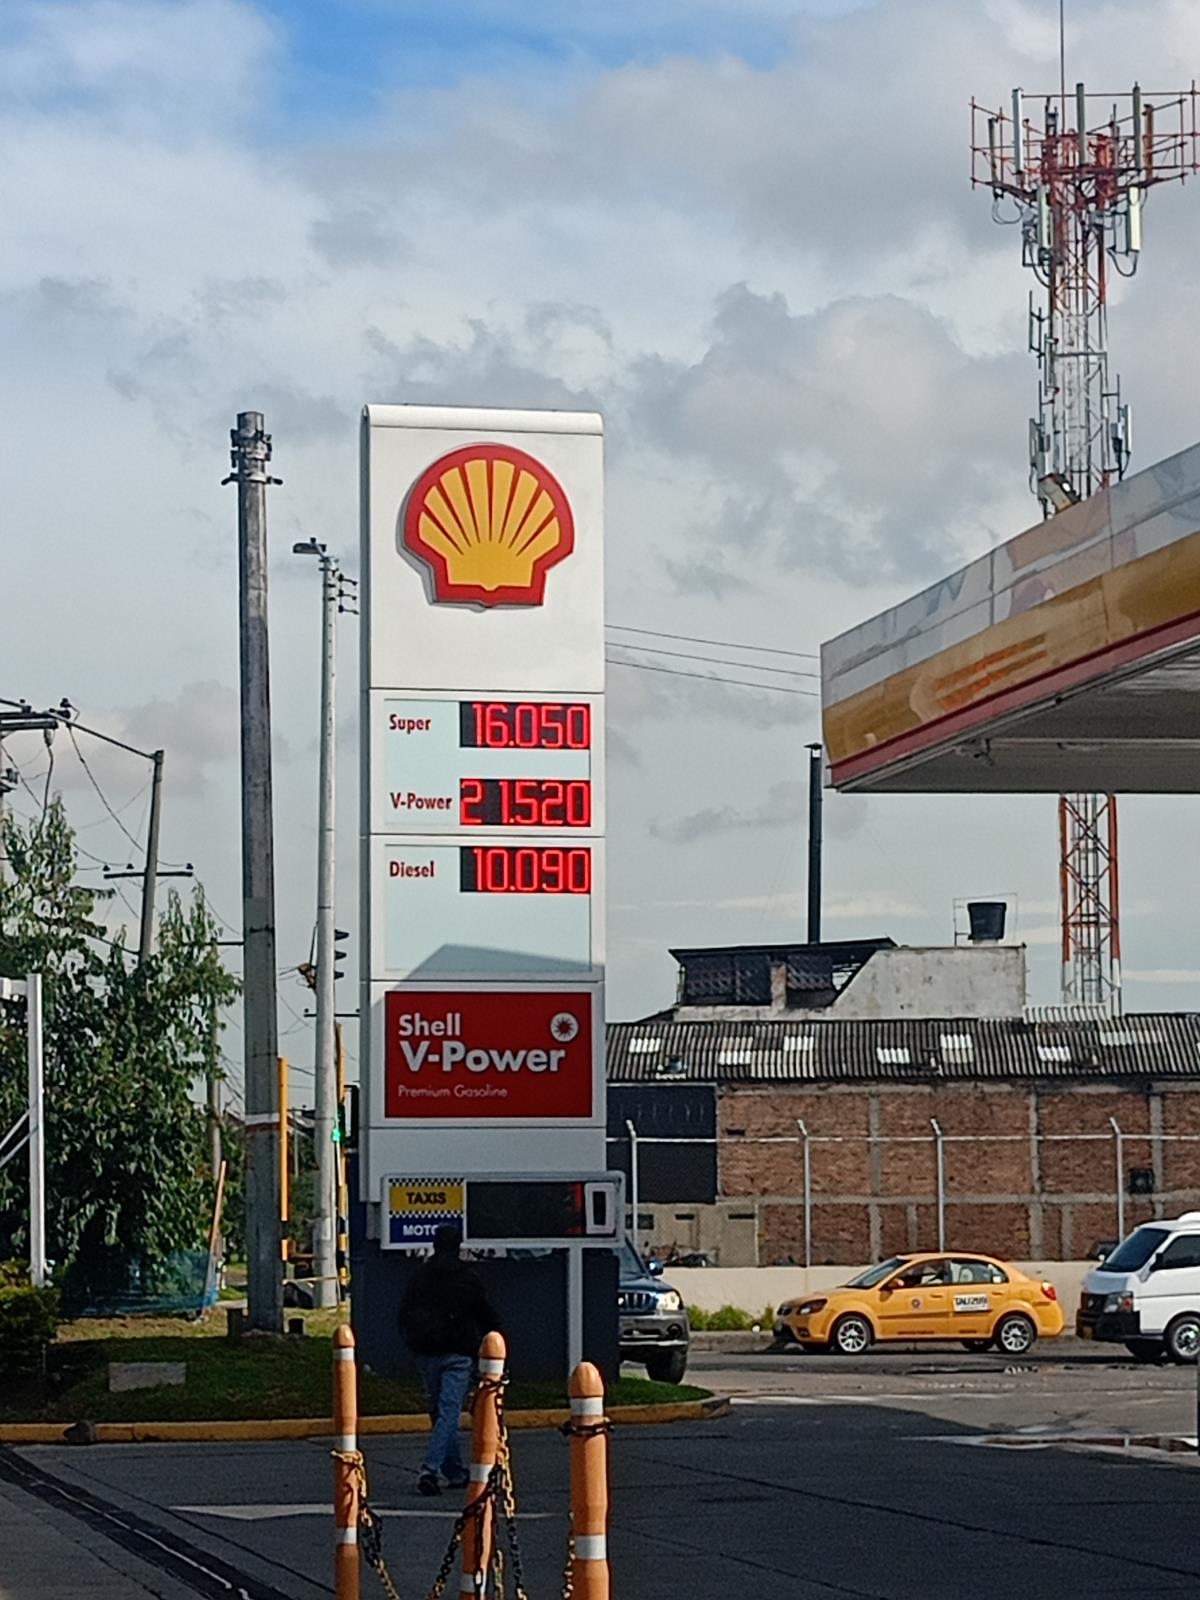 Super 16.050
V-Power 21.520
Diesel 10.090
Shell
V-Power
Premium Gasoline
TAXIS